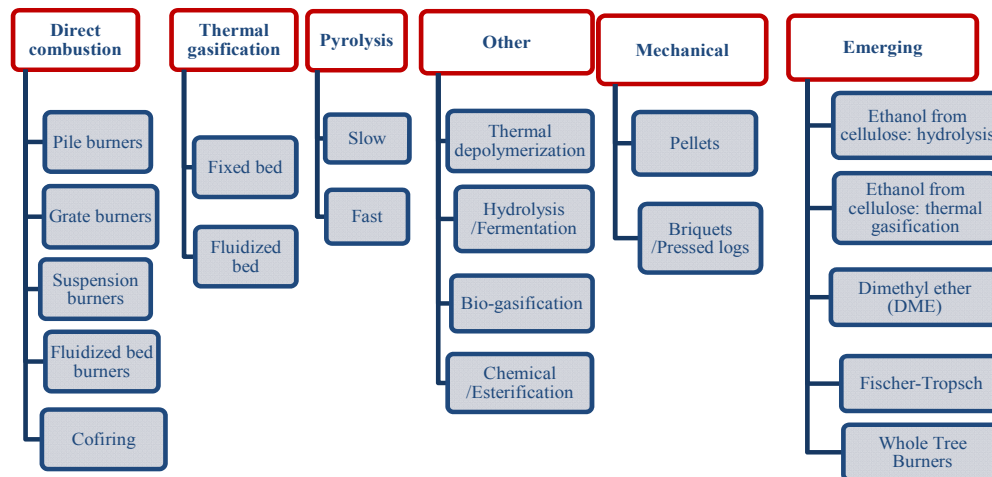 Direct
combustion
Pile burners
Grate burners
Suspension
burners
Fluidized bed
burners
Cofiring
Thermal
gasification
Fixed bed
Fluidized
bed
Pyrolysis
Slow
Fast
Other
Thermal
depolymerization
Hydrolysis
/Fermentation
Bio-gasification
Chemical
/Esterification
Mechanical
Pellets
Briquets
/Pressed logs
Emerging
Ethanol from
cellulose: hydrolysis
Ethanol from
cellulose: thermal
gasification
Dimethyl ether
(DME)
Fischer-Tropsch
Whole Tree
Burners